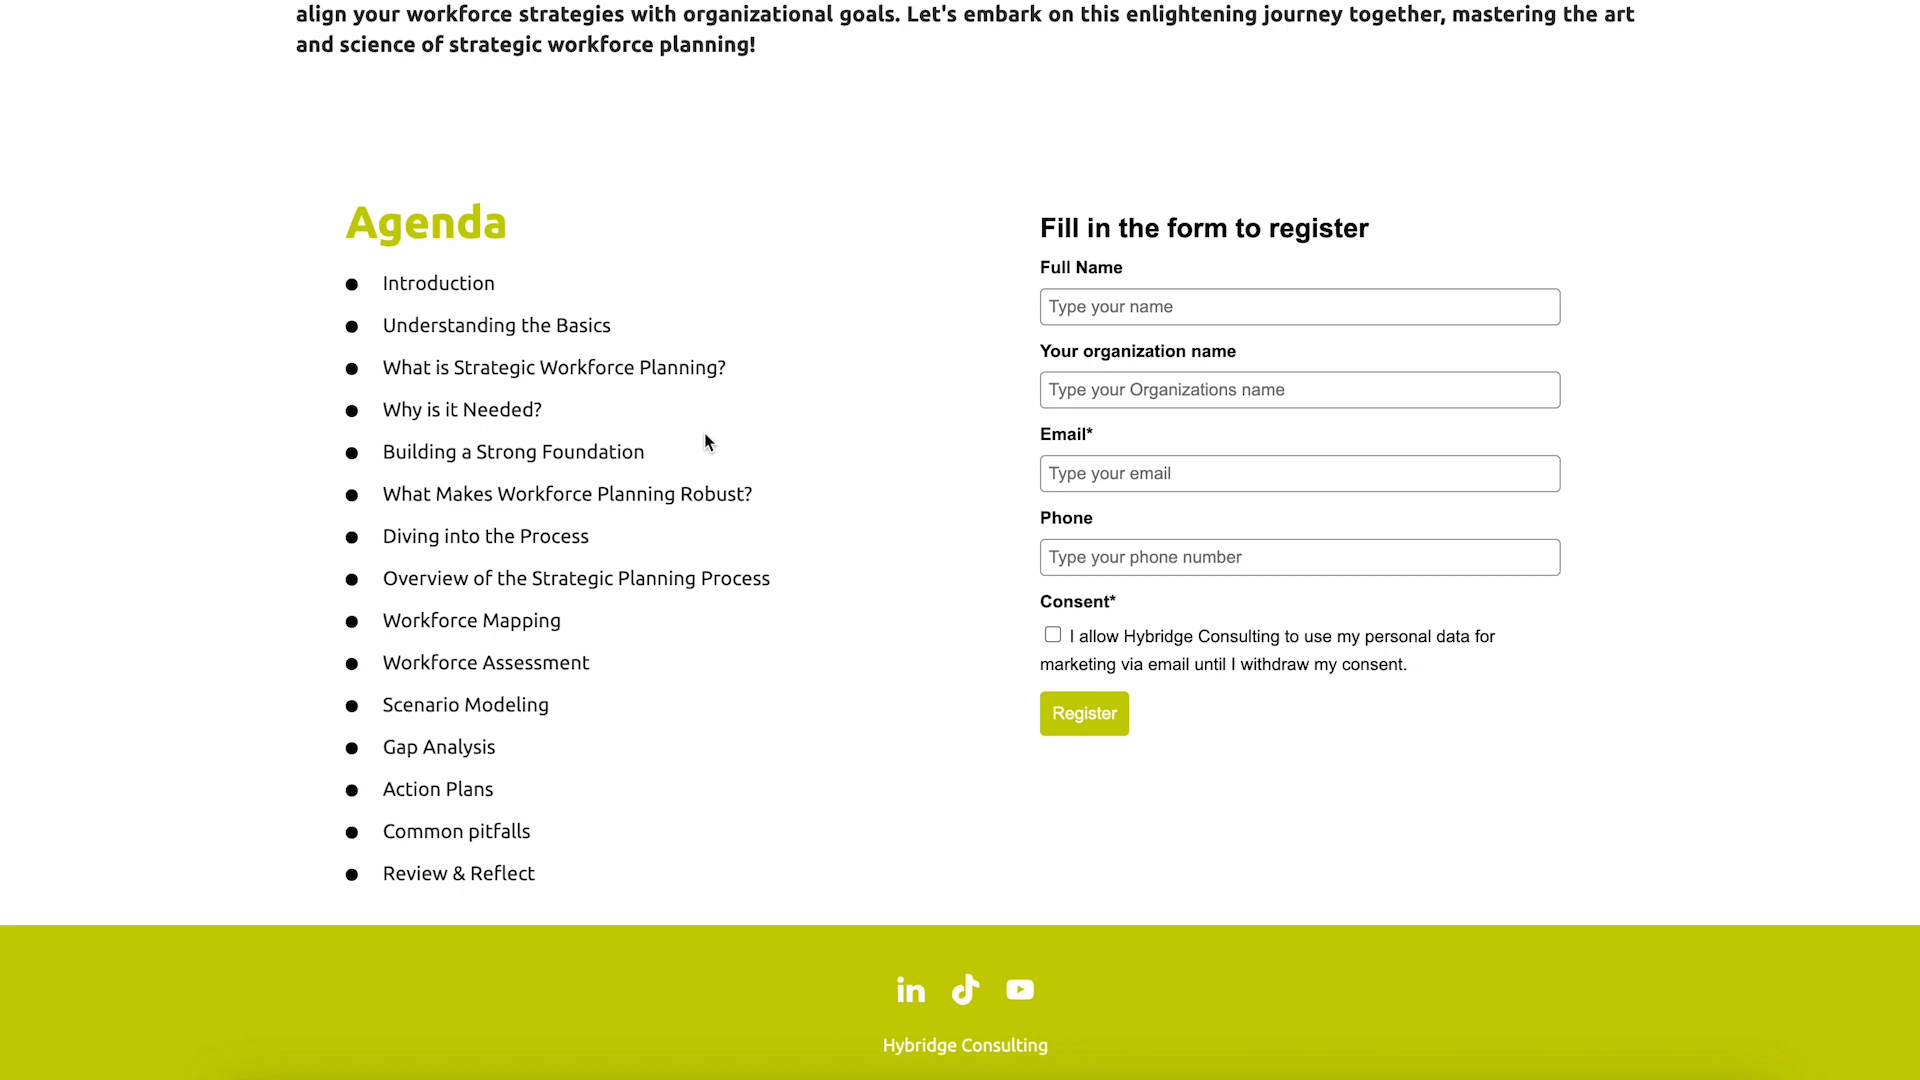 align your workforce strategies with organizational goals. Let's embark on this enlightening journey together, mastering the art
and science of strategic workforce planning!
Agenda
Introduction
Understanding the Basics
What is Strategic Workforce Planning?
Why is it Needed?
Building a Strong Foundation
What Makes Workforce Planning Robust?
Diving into the Process
Overview of the Strategic Planning Process
Workforce Mapping
Workforce Assessment
Scenario Modeling
Gap Analysis
Action Plans
Common pitfalls
Review & Reflect
Fill in the form to register
Full Name
Type your name
Your organization name
Type your Organizations name
Email*
Type your email
Phone
Type your phone number
Consent*
I allow Hybridge Consulting to use my personal data for
marketing via email until I withdraw my consent.
Register
in
Hybridge Consulting